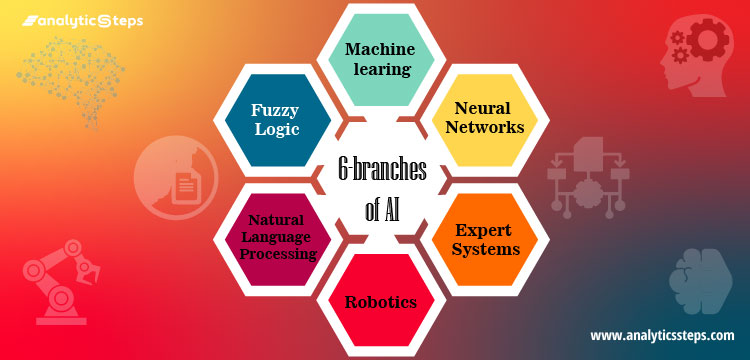 analyticSteps
Machine
learing
Neural
Networks
Expert
Systems
Robotics
Natural
Language
Processing
Fuzzy
Logic
6-branches
of AI
www.analyticssteps.com